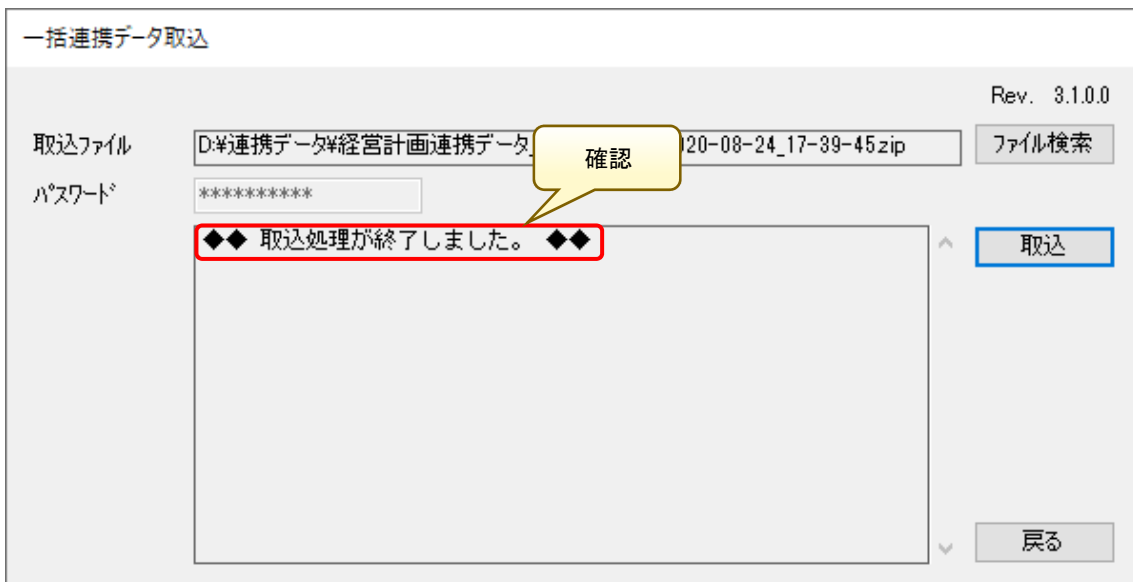 一括連携データ取込
Rev. 3.1.0.0
取込ファイル
D:¥連携データ¥経営計画連携データ_ 020-08-24_17-39-45zip
ファイル検索
確認
パスワード
**********
◆◆ 取込処理が終了しました。 ◆◆
取込
戻る